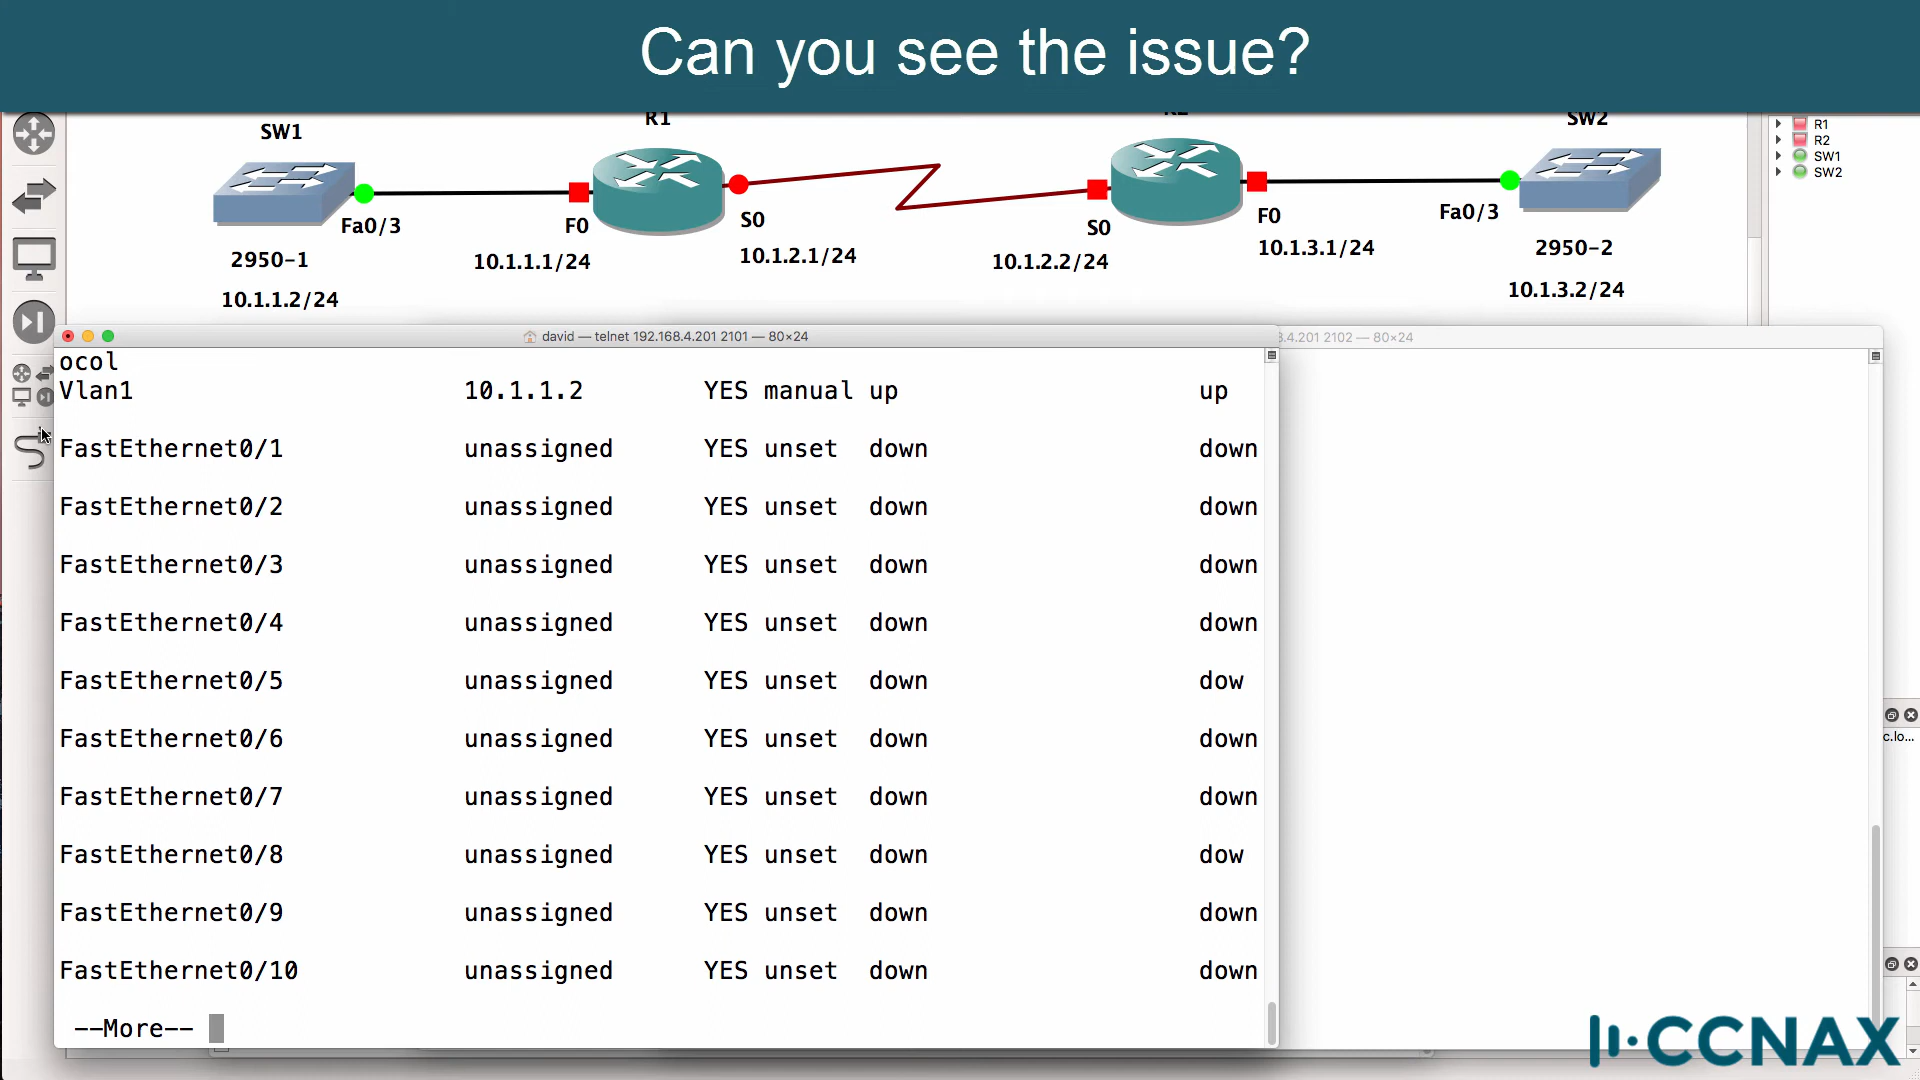 Can you see the issue?
SW1
R1
SW2
R1
R2
SW1
SW2
Fa0/3
F0
S0
S0
F0
Fa0/3
2950-1
10.1.1.1/24
10.1.2.1/24
10.1.2.2/24
10.1.3.1/24
2950-2
10.1.1.2/24
10.1.3.2/24
david — telnet 192.168.4.201 2101 — 80×24
.4.201 2102 — 80×24
ocol
Vlan1 10.1.1.2 YES manual up up
FastEthernet0/1 unassigned YES unset down down
FastEthernet0/2 unassigned YES unset down down
FastEthernet0/3 unassigned YES unset down down
FastEthernet0/4 unassigned YES unset down down
FastEthernet0/5 unassigned YES unset down dow
FastEthernet0/6 unassigned YES unset down down
FastEthernet0/7 unassigned YES unset down down
FastEthernet0/8 unassigned YES unset down dow
FastEthernet0/9 unassigned YES unset down down
FastEthernet0/10 unassigned YES unset down down
--More--
c.lo...
CCNAX